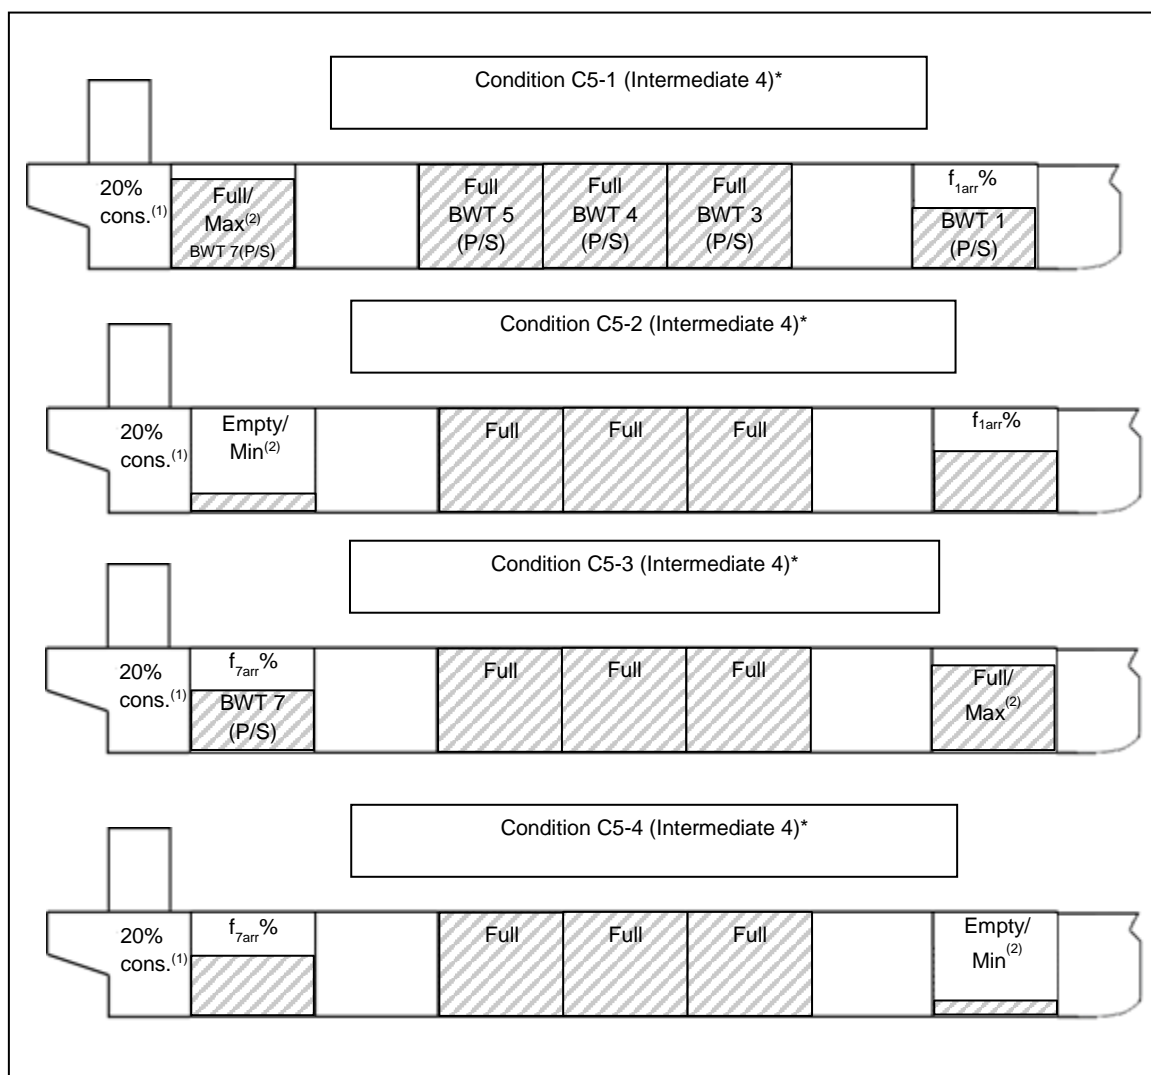 Condition C5-1 (Intermediate 4)*
20%
cons.(1)
Full/
Max(2)
BWT 7(P/S)
Full
BWT 5
(P/S)
Full
BWT 4
(P/S)
Full
BWT 3
(P/S)
f1arr%
BWT 1
(P/S)
Condition C5-2 (Intermediate 4)*
20%
cons.(1)
Empty/
Min(2)
Full
Full
Full
f1arr%
Condition C5-3 (Intermediate 4)*
20%
cons.(1)
f7arr%
BWT 7
(P/S)
Full
Full
Full
Full/
Max(2)
Condition C5-4 (Intermediate 4)*
20%
cons.(1)
f7arr%
Full
Full
Full
Empty/
Min(2)